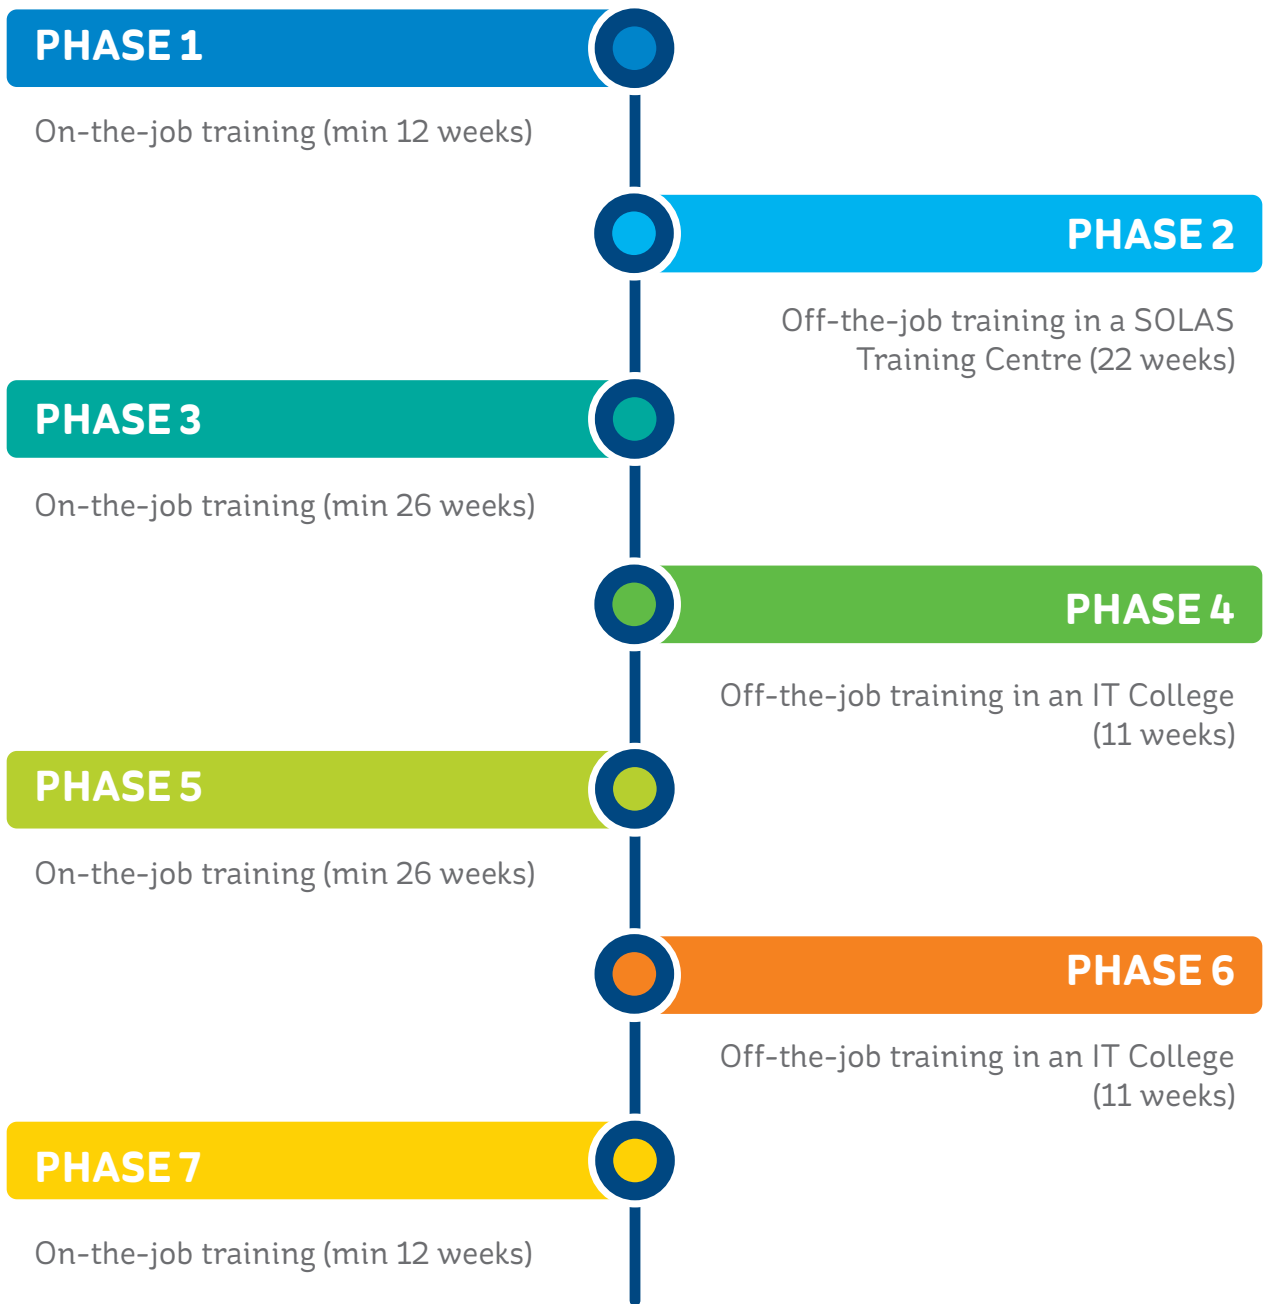 PHASE 1
On-the-job training (min 12 weeks)
PHASE 2
Off-the-job training in a SOLAS
Training Centre (22 weeks)
PHASE 3
On-the-job training (min 26 weeks)
PHASE 4
Off-the-job training in an IT College
(11 weeks)
PHASE 5
On-the-job training (min 26 weeks)
PHASE 6
Off-the-job training in an IT College
(11 weeks)
PHASE 7
On-the-job training (min 12 weeks)